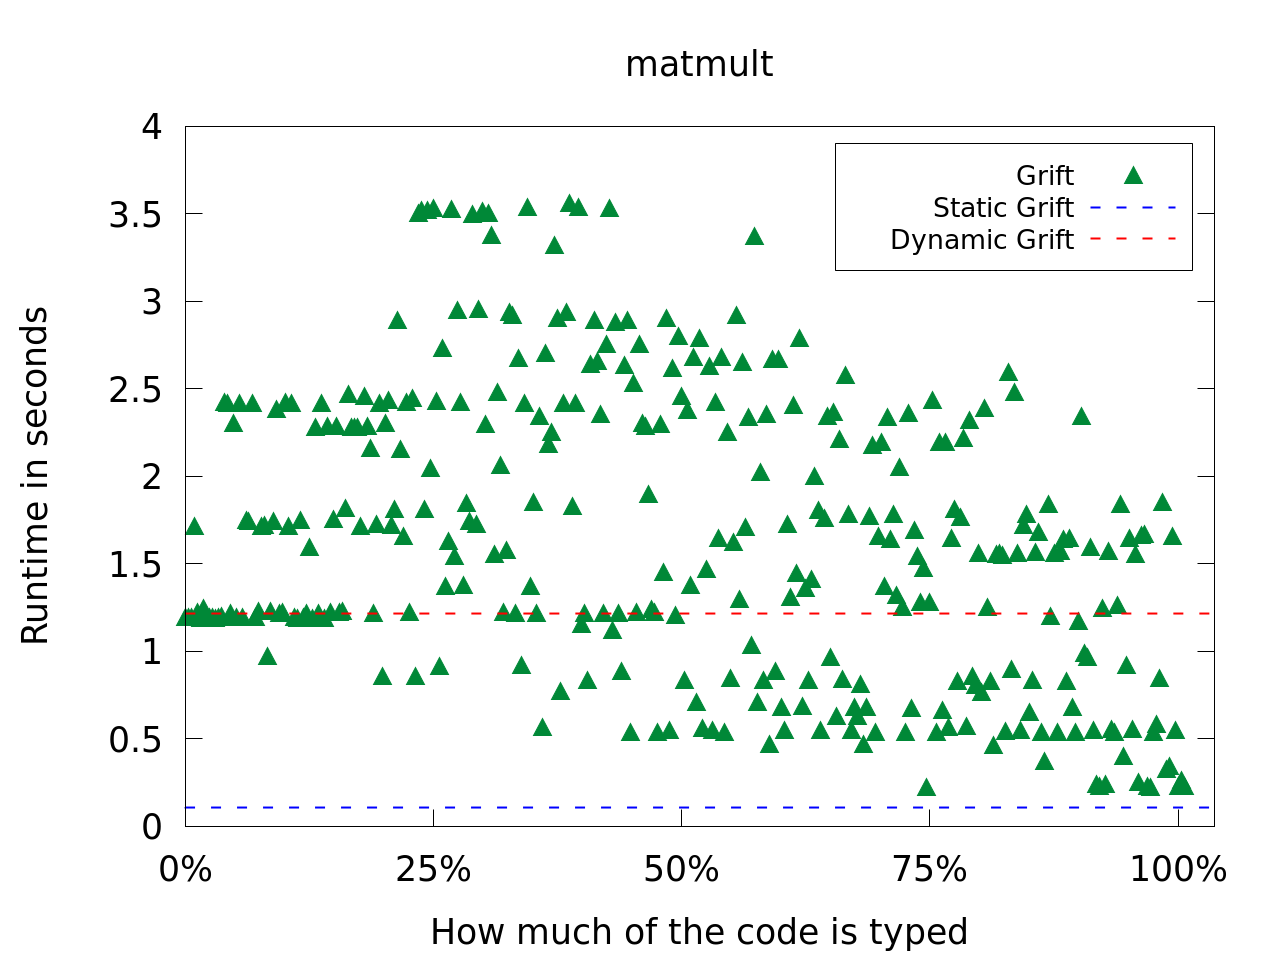 matmult
4
3.5
3
2.5
2
1.5
1
0.5
0
Runtime in seconds
Grift
Static Grift
Dynamic Grift
0% 25% 50% 75% 100%
How much of the code is typed